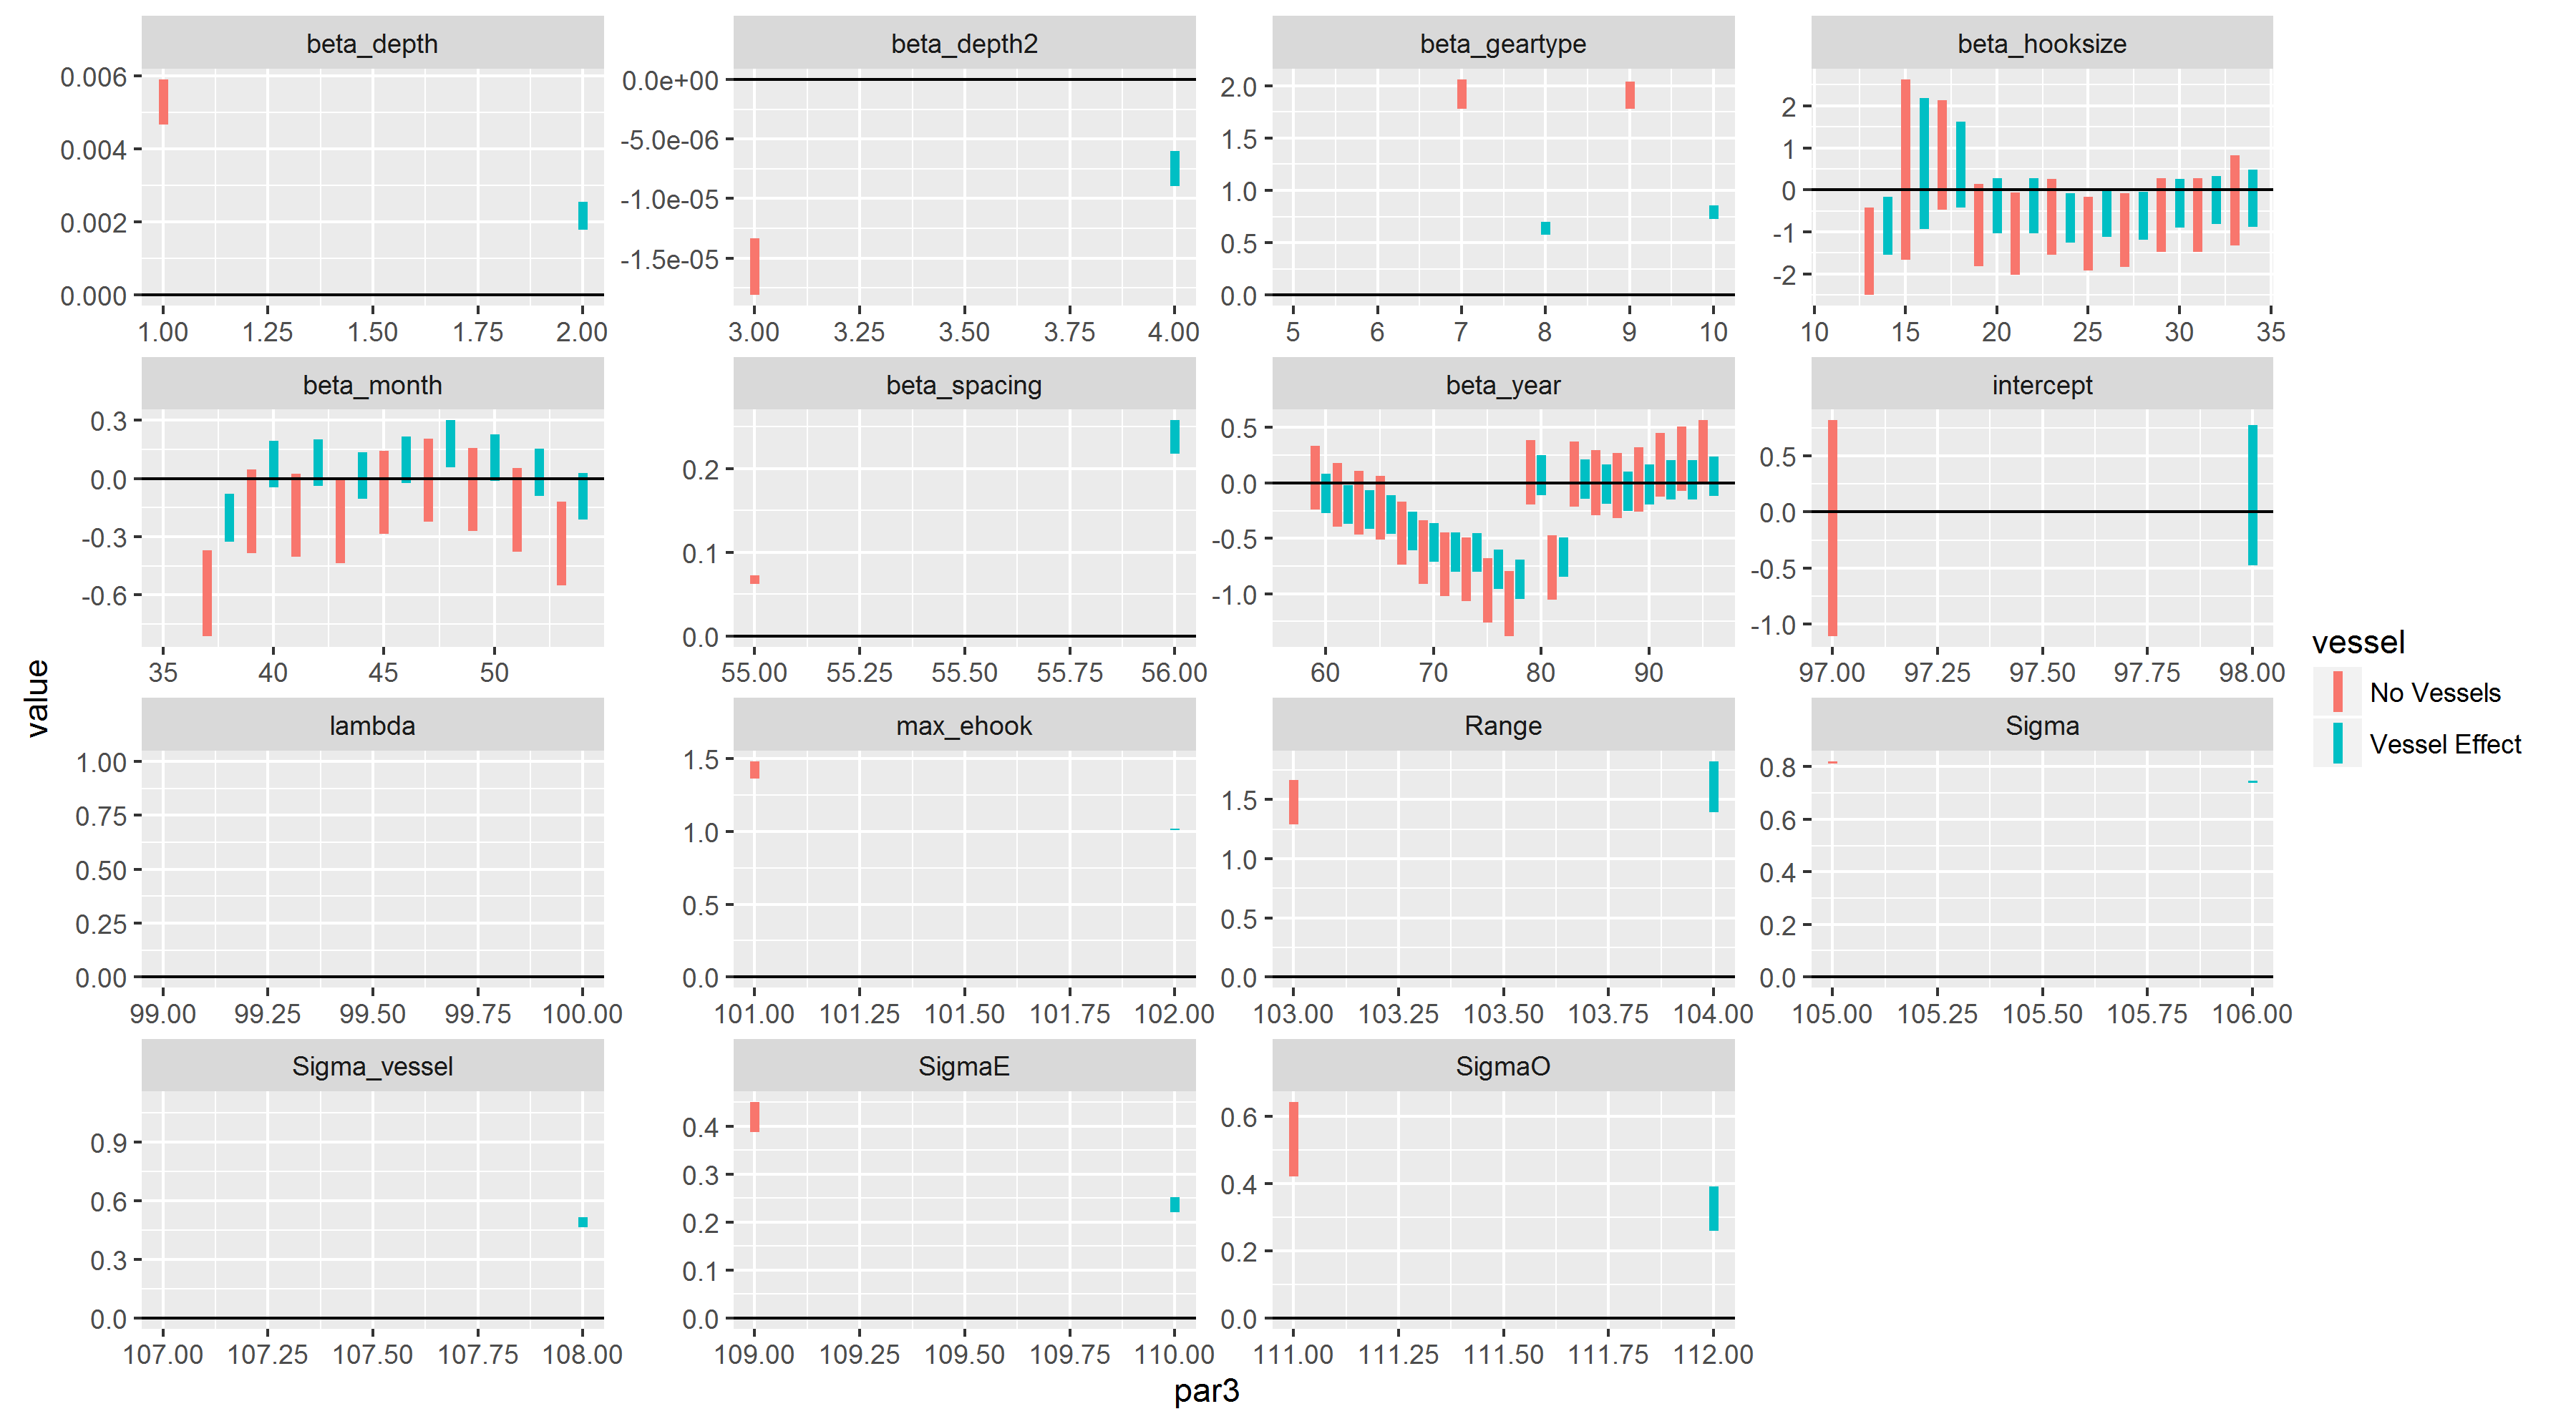 beta_depth beta_depth2 beta_geartype beta_hooksize
0.006 0.004 0.002 0.000
1.00 1.25 1.50 1.75 2.00
0.0e+00 -5.0e-06 -1.0e-05 -1.5e-05
3.00 3.25 3.50 3.75 4.00
2.0 1.5 1.0 0.5 0.0
5 6 7 8 9 10
2 1 0 -1 -2
10 15 20 25 30 35
beta_month beta_spacing beta_year intercept
0.3 0.0 -0.3 -0.6
35 40 45 50
0.2 0.1 0.0
55.00 55.25 55.50 55.75 56.00
0.5 0.0 -0.5 -1.0
60 70 80 90
0.5 0.0 -0.5 -1.0
97.00 97.25 97.50 97.75 98.00
lambda max_ehook Range Sigma
1.00 0.75 0.50 0.25 0.00
99.00 99.25 99.50 99.75 100.00
1.5 1.0 0.5 0.0
101.00 101.25 101.50 101.75 102.00
1.5 1.0 0.5 0.0
103.00 103.25 103.50 103.75 104.00
0.8 0.6 0.4 0.2 0.0
105.00 105.25 105.50 105.75 106.00
Sigma_vessel SigmaE SigmaO
0.9 0.6 0.3 0.0
107.00 107.25 107.50 107.75 108.00
0.4 0.3 0.2 0.1 0.0
109.00 109.25 109.50 109.75 110.00
0.6 0.4 0.2 0.0
111.00 111.25 111.50 111.75 112.00
value
par3
vessel
No Vessels
Vessel Effect